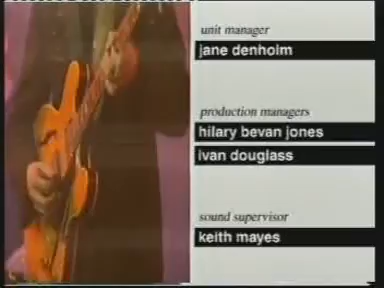 unit manager
jane denholm
production managers
hilary bevan jones
ivan douglass
sound supervisor
keith mayes